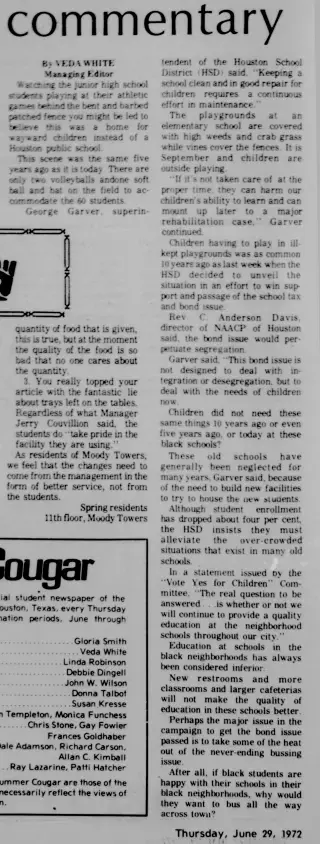 commentary
By VEDA WHITE
Managing Editor
Watching the junior high school
students playing at their athletic
games behind the bent and barbed
patched fence you might be led to
believe this was a home for
wayward children instead of a
Houston public school.
This scene was the same five
years ago as it is today. There are
only two volleyballs andone soft
ball and bat on the field to ac-
commodate the 60 students.
George Garver, superin-
tendent of the Houston School
District (HSD) said, "Keeping a
school clean and in good repair for
children requires a continuous
effort in maintenance."
The playgrounds at an
elementary school are covered
with high weeds and crab grass
while vines cover the fences. It is
September and children are
outside playing.
"If it's not taken care of at the
proper time, they can harm our
children's ability to learn and can
mount up later to a major
rehabilitation case," Garver
continued.
Children having to play in ill-
kept playgrounds was as common
10 years ago as last week when the
HSD decided to unveil the
situation in an effort to win sup-
port and passage of the school tax
and bond issue.
Rev. C. Anderson Davis,
director of NAACP of Houston
said, the bond issue would per-
petuate segregation.
Garver said, "This bond issue is
not designed to deal with in-
tegration or desegregation, but to
deal with the needs of children
now.
Children did not need these
same things 10 years ago or even
five years ago, or today at these
black schools?
These old schools have
generally been neglected for
many years, Garver said, because
of the need to build new facilities
to try to house the new students.
Although student enrollment
has dropped about four per cent,
the HSD insists they must
alleviate the over-crowded
situations that exist in many old
schools.
In a statement issued by the
"Vote Yes for Children" Com-
mittee, "The real question to be
answered . . . is whether or not we
will continue to provide a quality
education at the neighborhood
schools throughout our city."
Education at schools in the
black neighborhoods has always
been considered inferior.
New restrooms and more
classrooms and larger cafeterias
will not make the quality of
education in these schools better.
Perhaps the major issue in the
campaign to get the bond issue
passed is to take some of the heat
out of the never-ending bussing
issue.
After all, if black students are
happy with their schools in their
black neighborhoods, why would
they want to bus all the way
across town?
quantity of food that is given,
this is true, but at the moment
the quality of the food is so
bad that no one cares about
the quantity.
3. You really topped your
article with the fantastic lie
about trays left on the tables.
Regardless of what Manager
Jerry Couvillion said, the
students do "take pride in the
facility they are using."
As residents of Moody Towers,
we feel that the changes need to
come from the management in the
form of better service, not from
the students.
Spring residents
11th floor, Moody Towers
Cougar
ial student newspaper of the
ouston, Texas, every Thursday
nation periods, June through
Gloria Smith
Veda White
Linda Robinson
Debbie Dingell
John W. Wilson
Donna Talbot
Susan Kresse
n Templeton, Monica Funchess
Chris Stone, Gay Fowler
Frances Goldhaber
Dale Adamson, Richard Carson,
Allan C. Kimball
Ray Lazarine, Patti Hatcher
ummer Cougar are those of the
necessarily reflect the views of
n.
Thursday, June 29, 1972